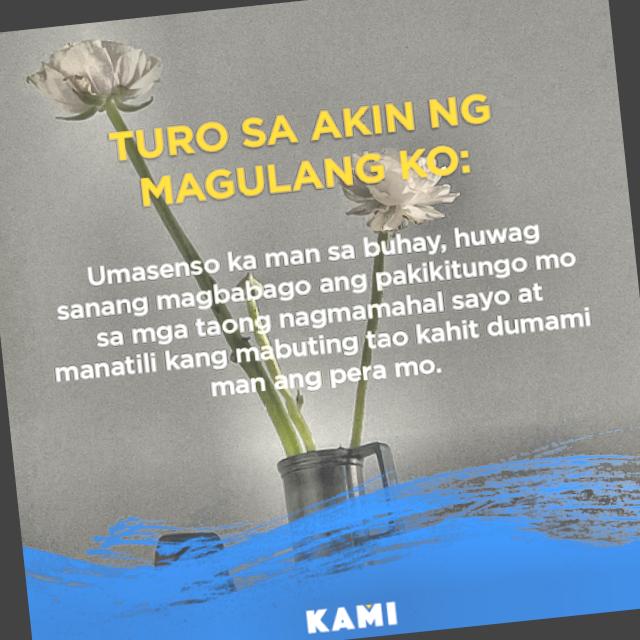 TURO SA AKIN NG
MAGULANG KO:
Umasenso ka man sa buhay, huwag
sanang magbabago ang pakikitungo mo
sa mga taong nagmamahal sayo at
manatili kang mabuting tao kahit dumami
man ang pera mo.
KAMI